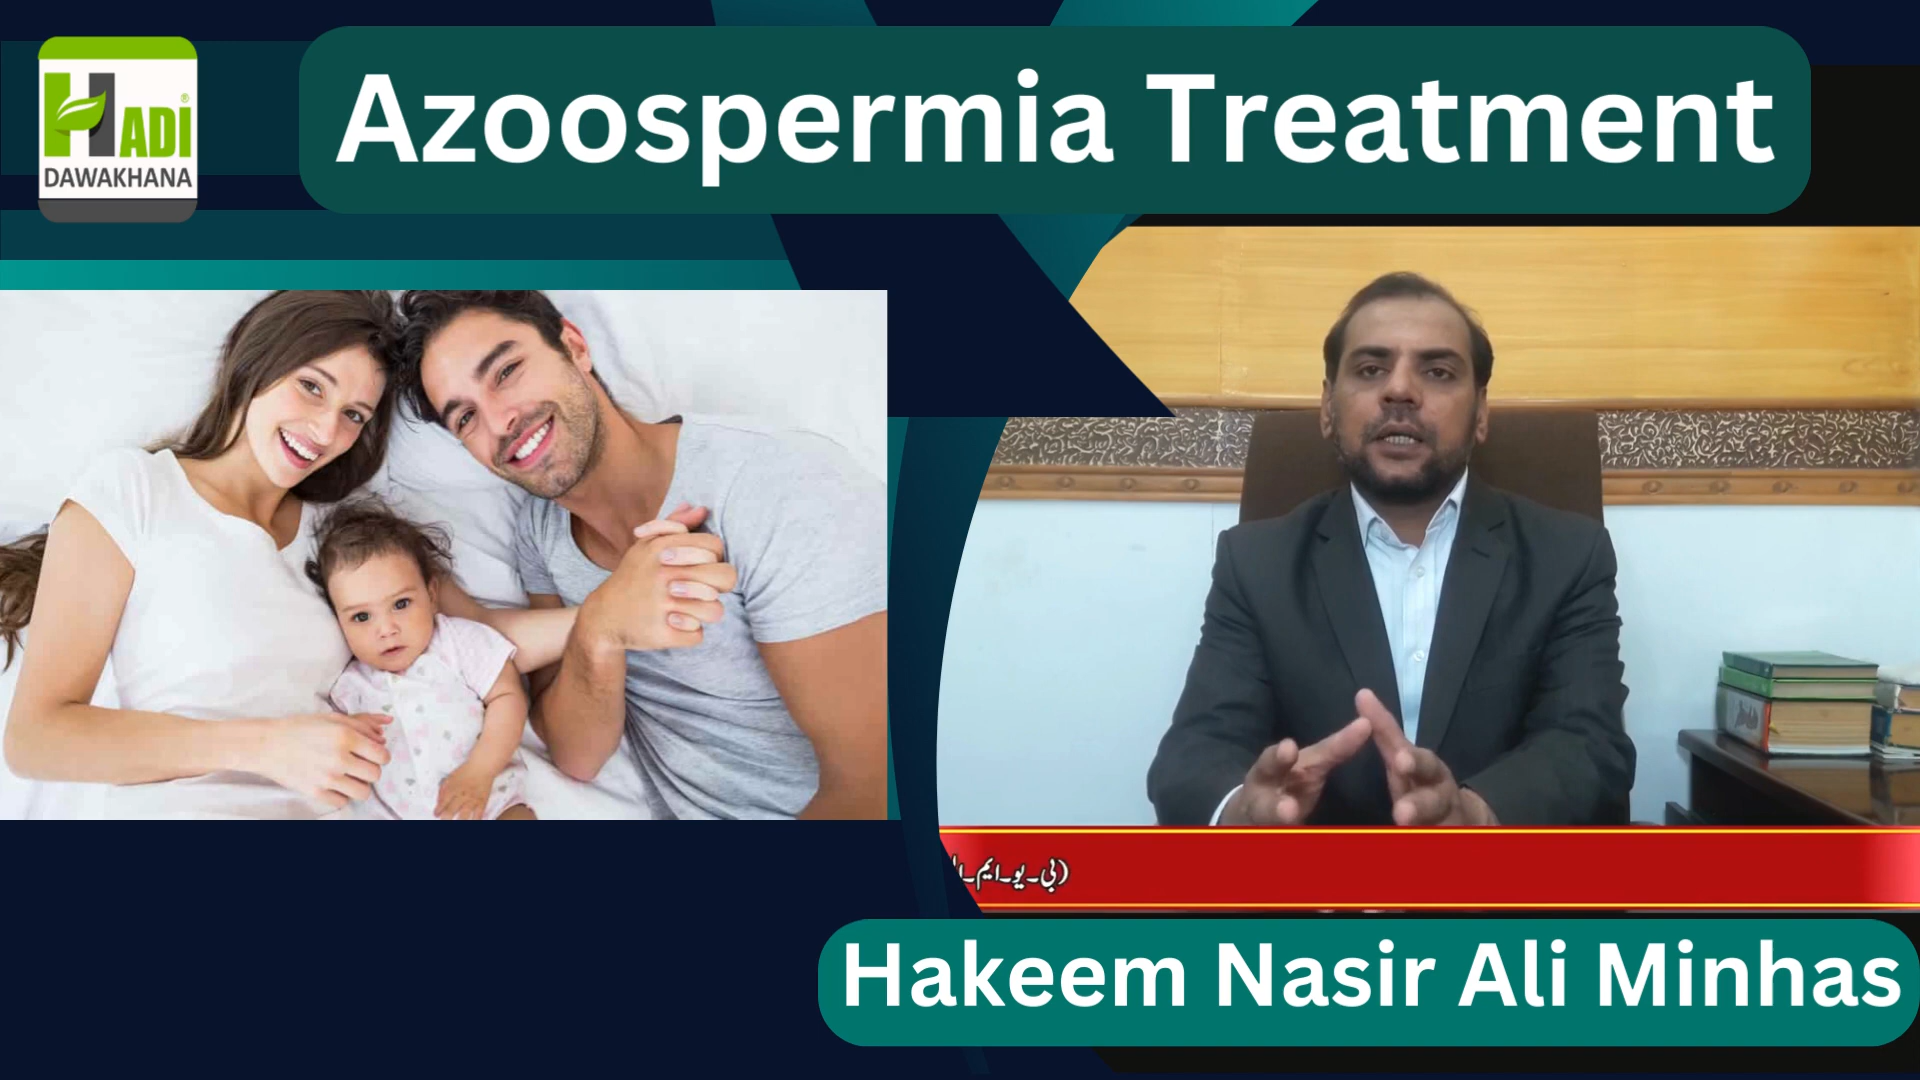 HADI®
DAWAKHANA
Azoospermia Treatment
(بی۔یو۔ایم۔ا
Hakeem Nasir Ali Minhas